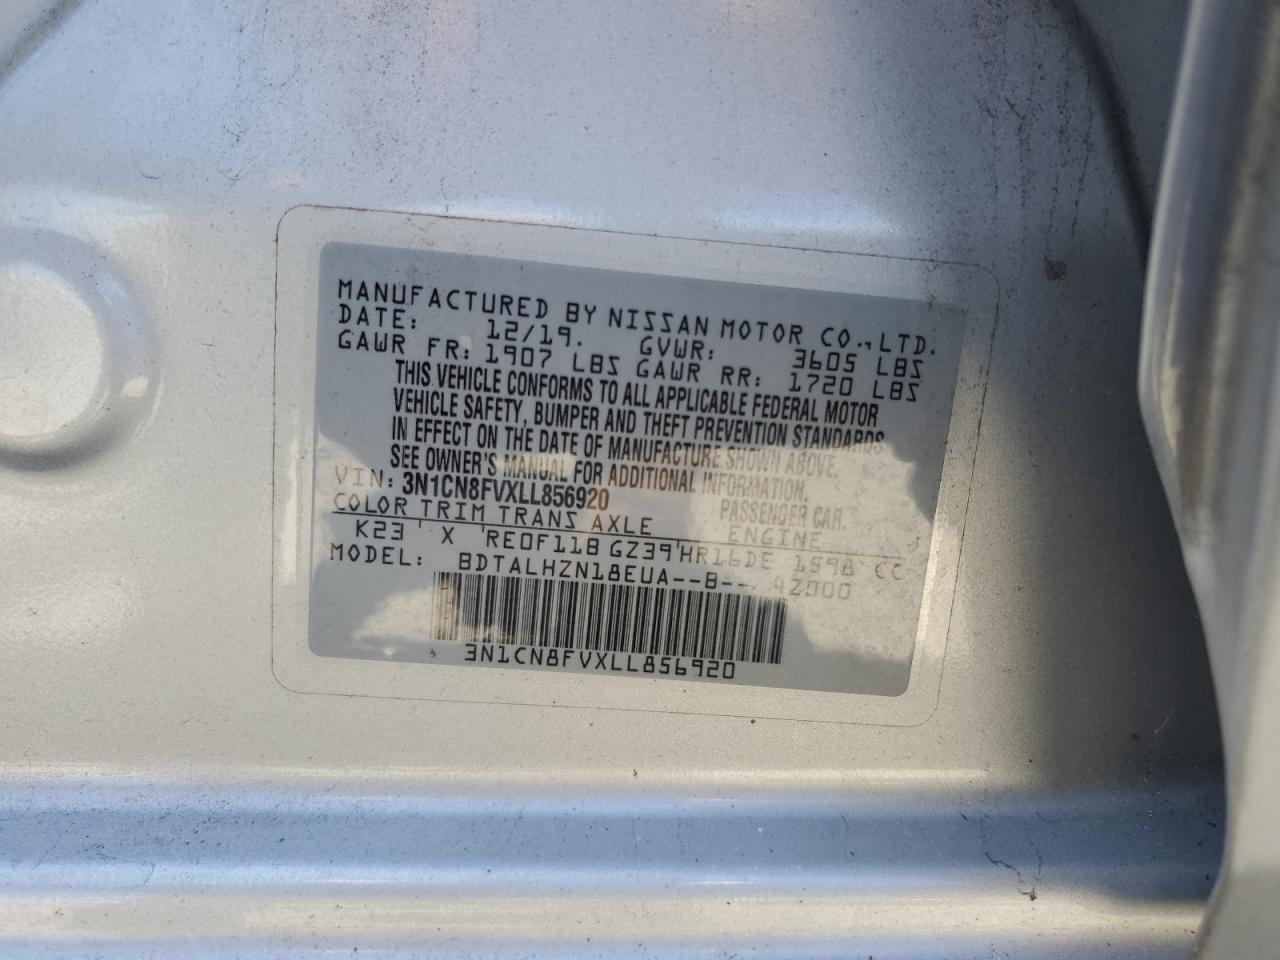 MANUFACTURED BY NISSAN MOTOR CO.,LTD.
DATE: 12/19. GVWR: 3605 LBS
GAWR FR: 1907 LBS GAWR RR: 1720 LBS
THIS VEHICLE CONFORMS TO ALL APPLICABLE FEDERAL MOTOR
VEHICLE SAFETY, BUMPER AND THEFT PREVENTION STANDARDS
IN EFFECT ON THE DATE OF MANUFACTURE SHOWN ABOVE.
SEE OWNER'S MANUAL FOR ADDITIONAL INFORMATION.
VIN: 3N1CN8FVXLL856920 PASSENGER CAR.
COLOR TRIM TRANS AXLE ENGINE
K23 X RE0F11B GZ39 HR16DE 1598 CC
MODEL: BDTALHZN18EUA--B-- 4Z000
3N1CN8FVXLL856920